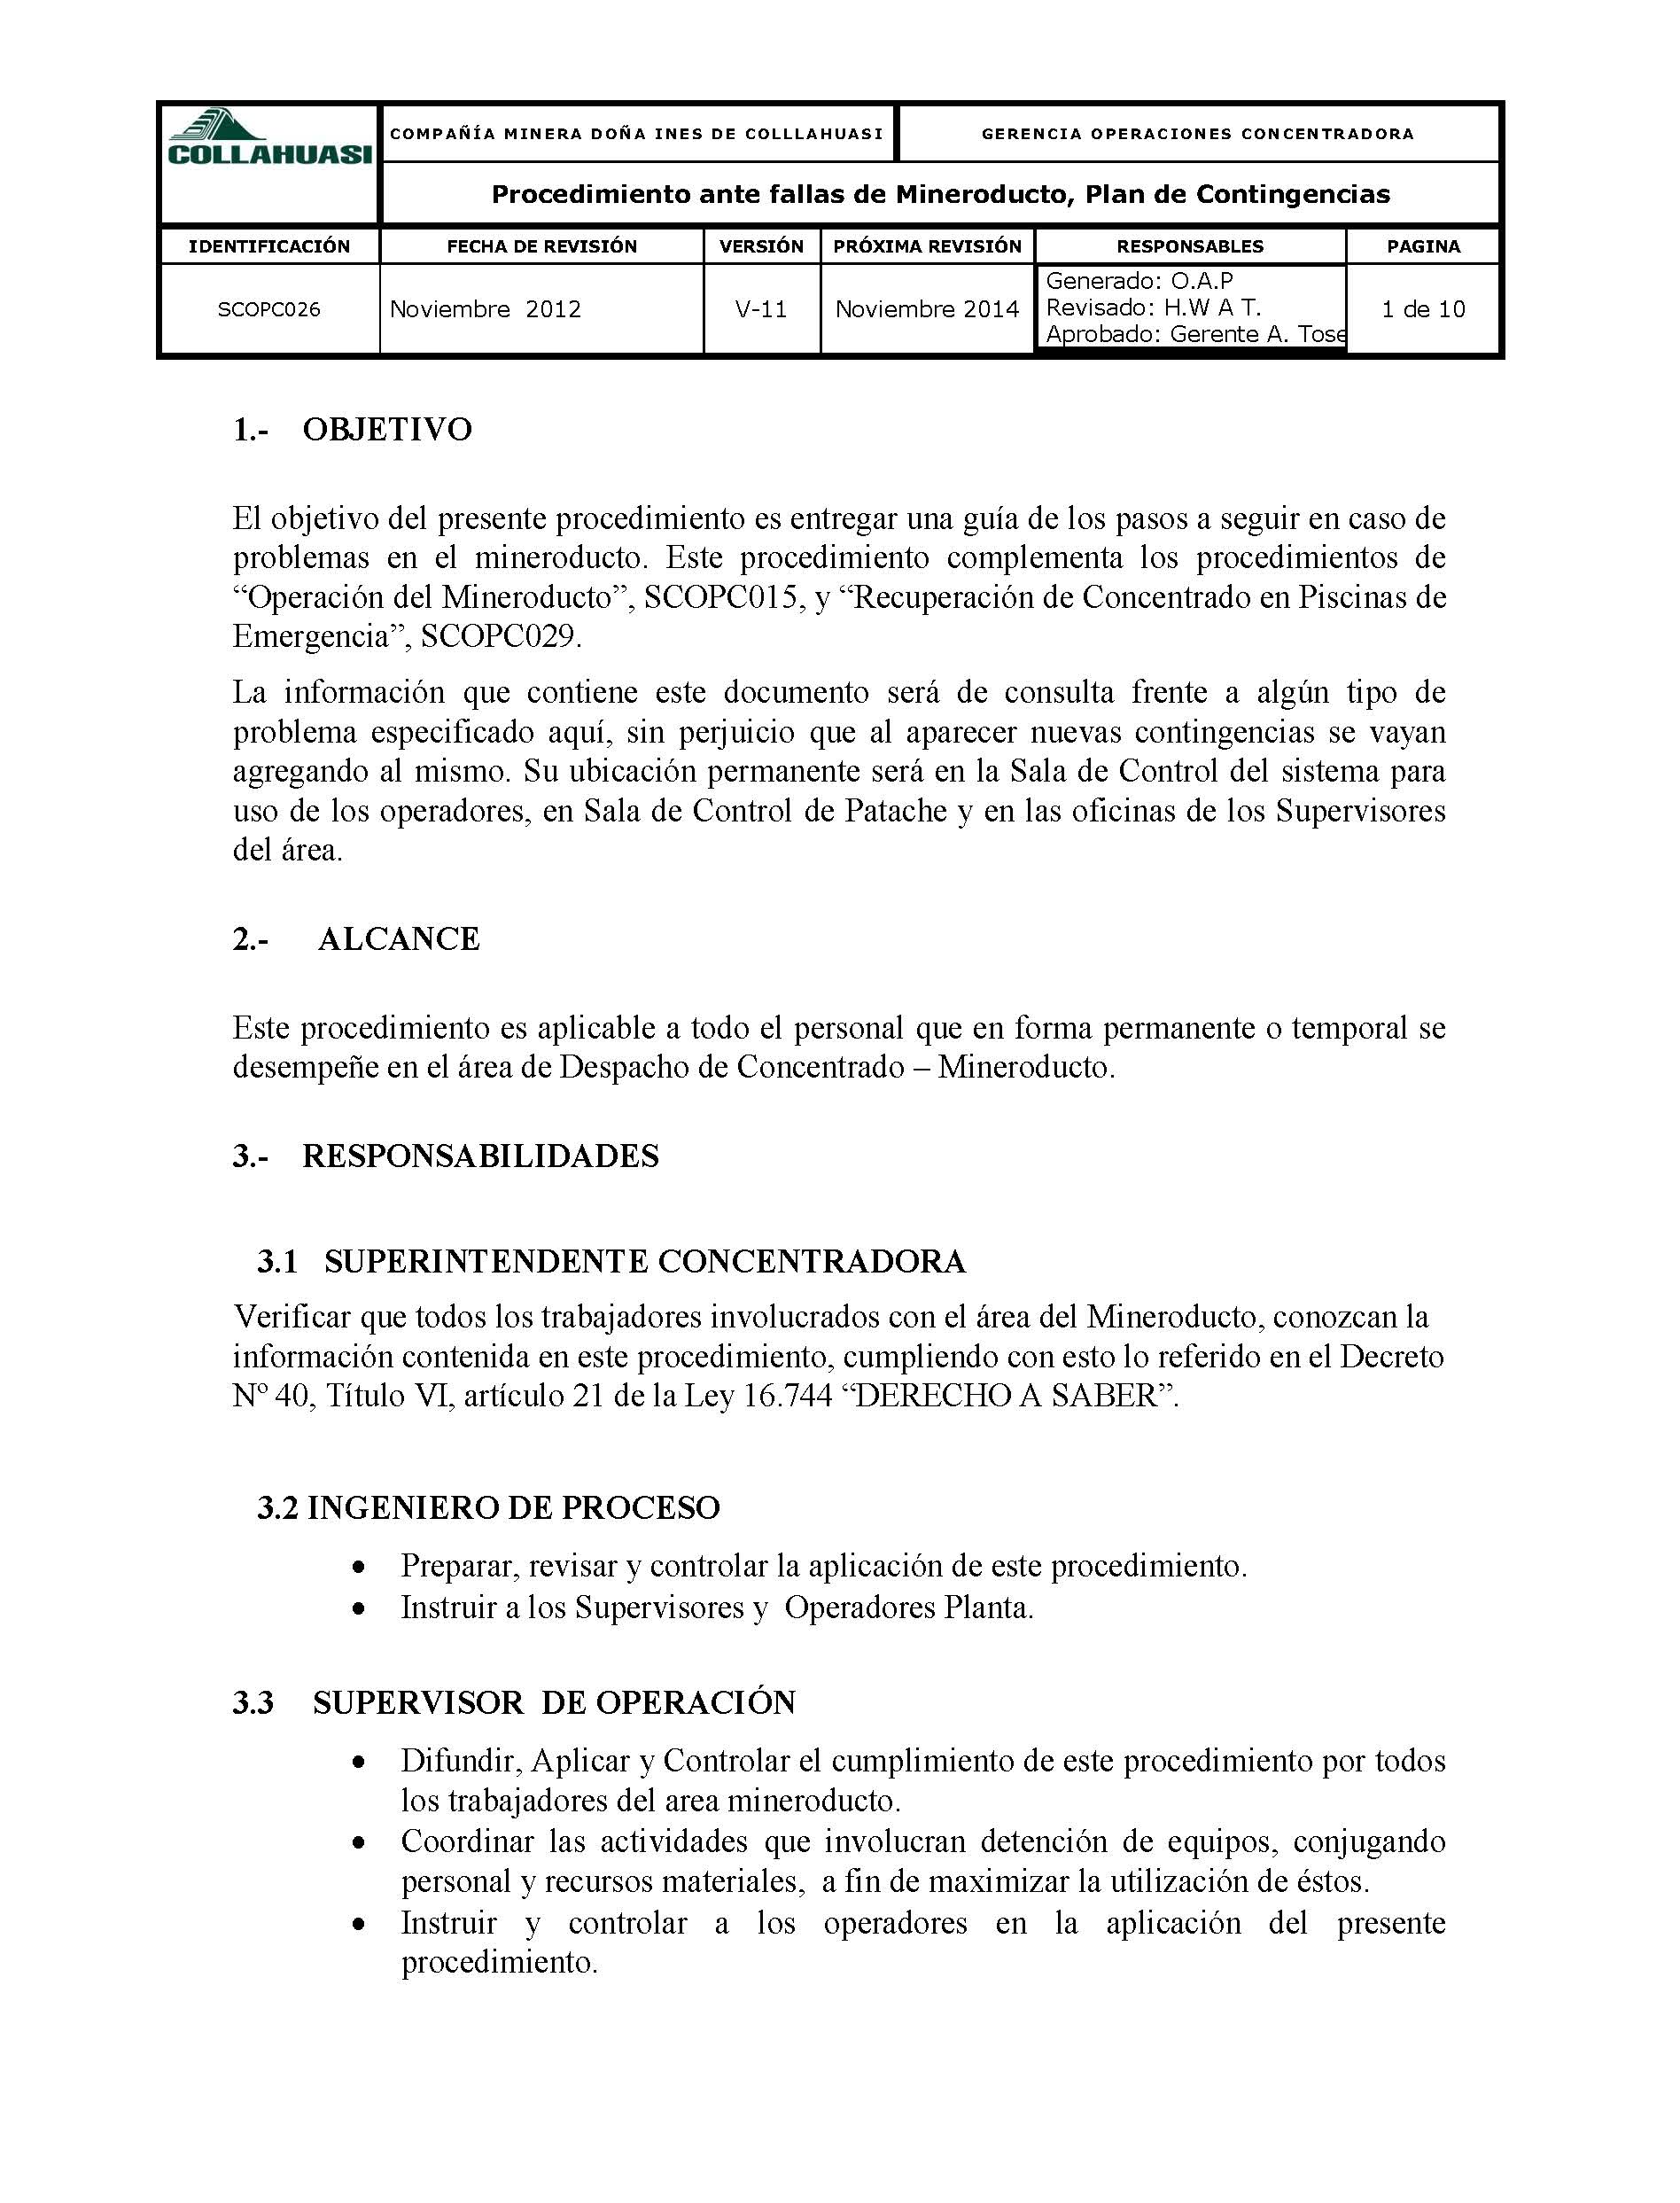 COLLAHUASI
COMPAÑÍA MINERA DOÑA INES DE COLLLAHUASI
GERENCIA OPERACIONES CONCENTRADORA
Procedimiento ante fallas de Mineroducto, Plan de Contingencias
IDENTIFICACIÓN FECHA DE REVISIÓN VERSIÓN PRÓXIMA REVISIÓN RESPONSABLES PAGINA
SCOPC026 Noviembre 2012 V-11 Noviembre 2014
Generado: O.A.P
Revisado: H.W A T.
Aprobado: Gerente A. Tose
1 de 10
1.- OBJETIVO
El objetivo del presente procedimiento es entregar una guía de los pasos a seguir en caso de
problemas en el mineroducto. Este procedimiento complementa los procedimientos de
“Operación del Mineroducto”, SCOPC015, y “Recuperación de Concentrado en Piscinas de
Emergencia”, SCOPC029.
La información que contiene este documento será de consulta frente a algún tipo de
problema especificado aquí, sin perjuicio que al aparecer nuevas contingencias se vayan
agregando al mismo. Su ubicación permanente será en la Sala de Control del sistema para
uso de los operadores, en Sala de Control de Patache y en las oficinas de los Supervisores
del área.
2.- ALCANCE
Este procedimiento es aplicable a todo el personal que en forma permanente o temporal se
desempeñe en el área de Despacho de Concentrado – Mineroducto.
3.- RESPONSABILIDADES
3.1 SUPERINTENDENTE CONCENTRADORA
Verificar que todos los trabajadores involucrados con el área del Mineroducto, conozcan la
información contenida en este procedimiento, cumpliendo con esto lo referido en el Decreto
Nº 40, Título VI, artículo 21 de la Ley 16.744 “DERECHO A SABER”.
3.2 INGENIERO DE PROCESO
• Preparar, revisar y controlar la aplicación de este procedimiento.
• Instruir a los Supervisores y Operadores Planta.
3.3 SUPERVISOR DE OPERACIÓN
• Difundir, Aplicar y Controlar el cumplimiento de este procedimiento por todos
los trabajadores del area mineroducto.
• Coordinar las actividades que involucran detención de equipos, conjugando
personal y recursos materiales, a fin de maximizar la utilización de éstos.
• Instruir y controlar a los operadores en la aplicación del presente
procedimiento.